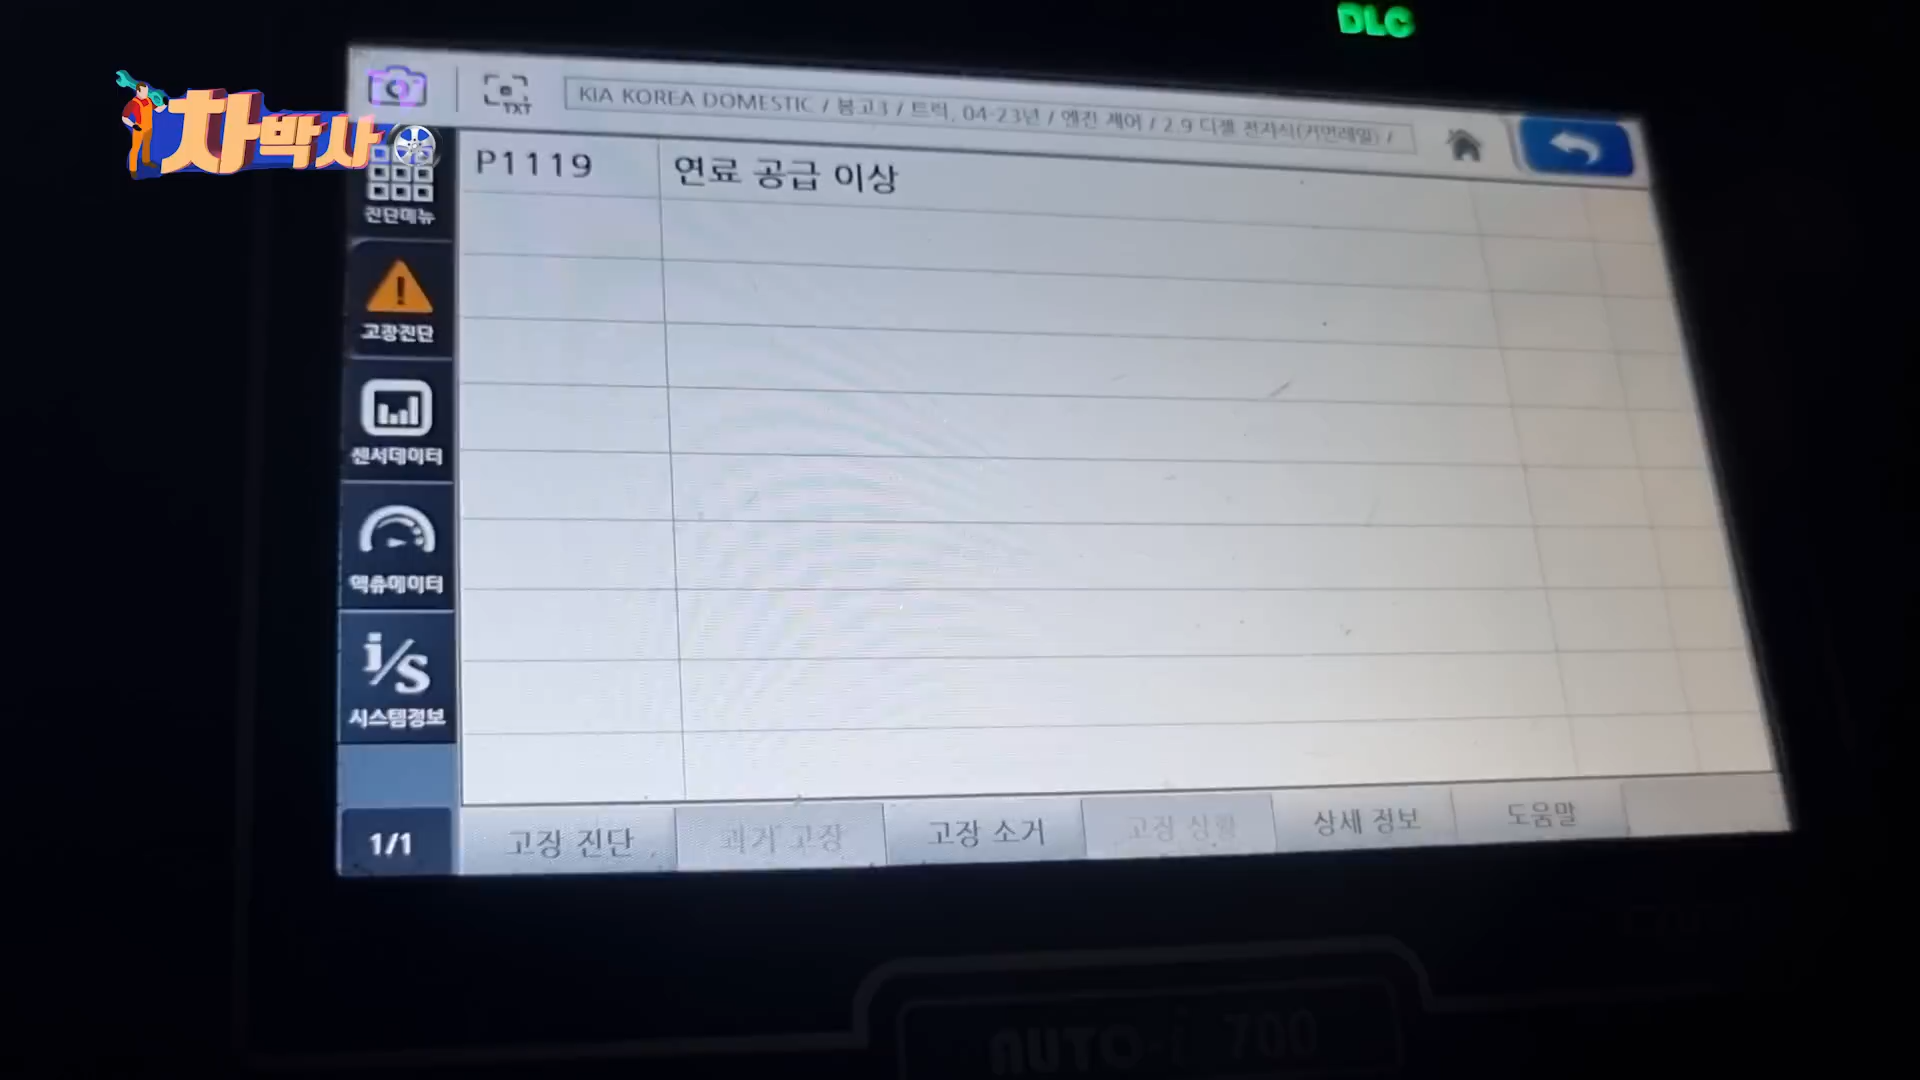 DLC
차박사
TXT
KIA KOREA DOMESTIC / 봉고3 / 트럭, 04-23년 / 엔진 제어 / 2.9 디젤 전자식(커먼레일) /
P1119 연료 공급 이상
진단메뉴
고장진단
센서데이터
액츄에이터
i/s
시스템정보
1/1 고장 진단 과거 고장 고장 소거 고장 상황 상세 정보 도움말
AUTO-i 700